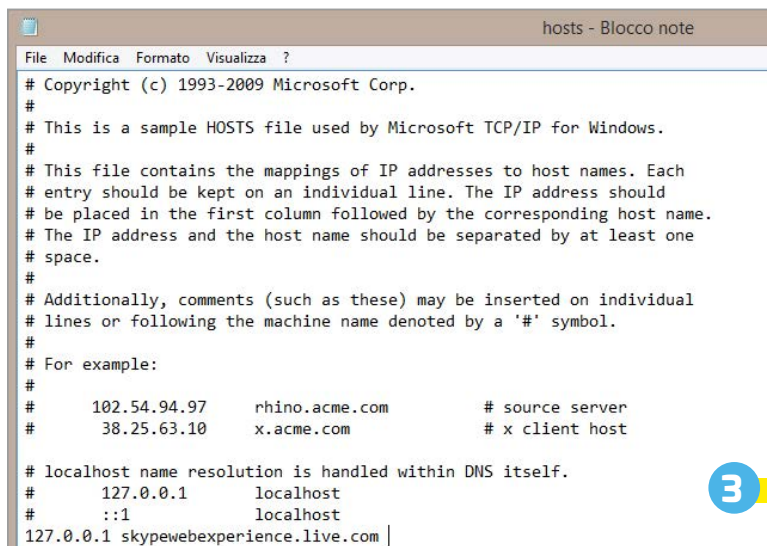 hosts - Blocco note
File Modifica Formato Visualizza ?
# Copyright (c) 1993-2009 Microsoft Corp.
#
# This is a sample HOSTS file used by Microsoft TCP/IP for Windows.
#
# This file contains the mappings of IP addresses to host names. Each
# entry should be kept on an individual line. The IP address should
# be placed in the first column followed by the corresponding host name.
# The IP address and the host name should be separated by at least one
# space.
#
# Additionally, comments (such as these) may be inserted on individual
# lines or following the machine name denoted by a '#' symbol.
#
# For example:
#
#      102.54.94.97     rhino.acme.com          # source server
#       38.25.63.10     x.acme.com              # x client host

# localhost name resolution is handled within DNS itself.
#       127.0.0.1       localhost
#       ::1             localhost
127.0.0.1 skypewebexperience.live.com
3